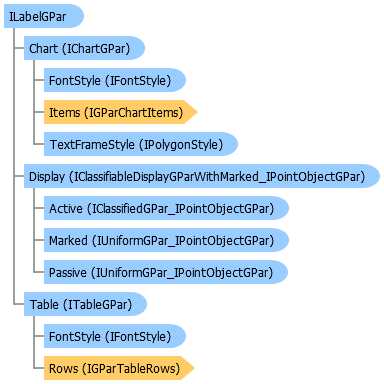 ILabelGPar
Chart (IChartGPar)
FontStyle (IFontStyle)
Items (IGParChartItems)
TextFrameStyle (IPolygonStyle)
Display (IClassifiableDisplayGParWithMarked_IPointObjectGPar)
Active (IClassifiedGPar_IPointObjectGPar)
Marked (IUniformGPar_IPointObjectGPar)
Passive (IUniformGPar_IPointObjectGPar)
Table (ITableGPar)
FontStyle (IFontStyle)
Rows (IGParTableRows)